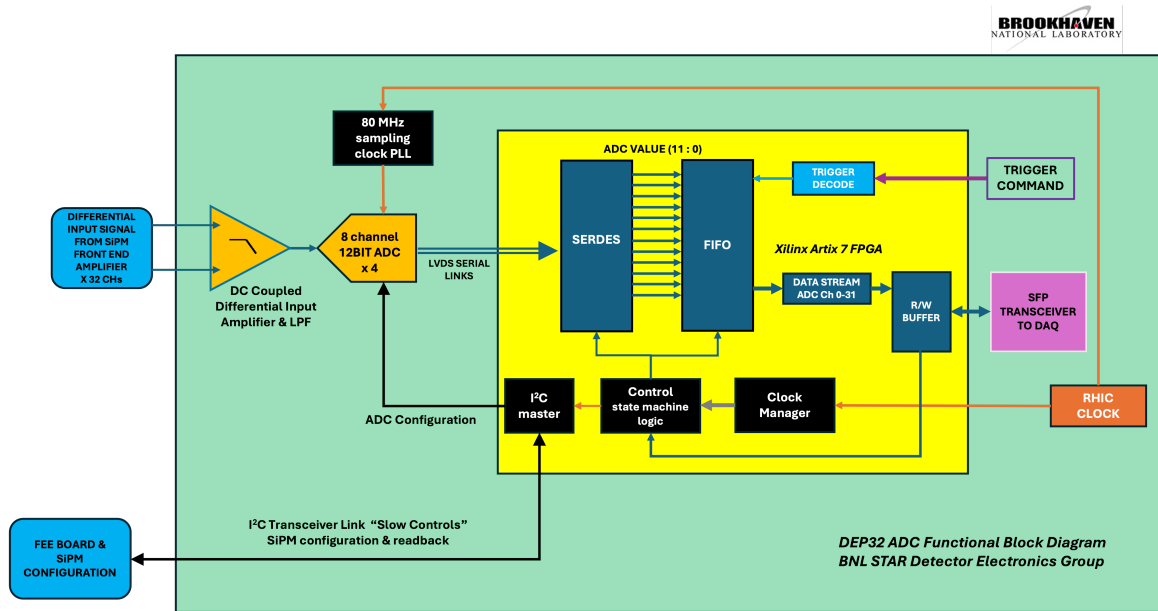 BROOKHAVEN
NATIONAL LABORATORY
80 MHz
sampling
clock PLL
ADC VALUE (11 : 0)
TRIGGER
DECODE
TRIGGER
COMMAND
DIFFERENTIAL
INPUT SIGNAL
FROM SiPM
FRONT END
AMPLIFIER
X 32 CHs
8 channel
12BIT ADC
x 4
LVDS SERIAL
LINKS
SERDES
FIFO
Xilinx Artix 7 FPGA
DATA STREAM
ADC Ch 0-31
R/W
BUFFER
SFP
TRANSCEIVER
TO DAQ
DC Coupled
Differential Input
Amplifier & LPF
ADC Configuration
I²C
master
Control
state machine
logic
Clock
Manager
RHIC
CLOCK
I²C Transceiver Link “Slow Controls”
SiPM configuration & readback
FEE BOARD &
SiPM
CONFIGURATION
DEP32 ADC Functional Block Diagram
BNL STAR Detector Electronics Group